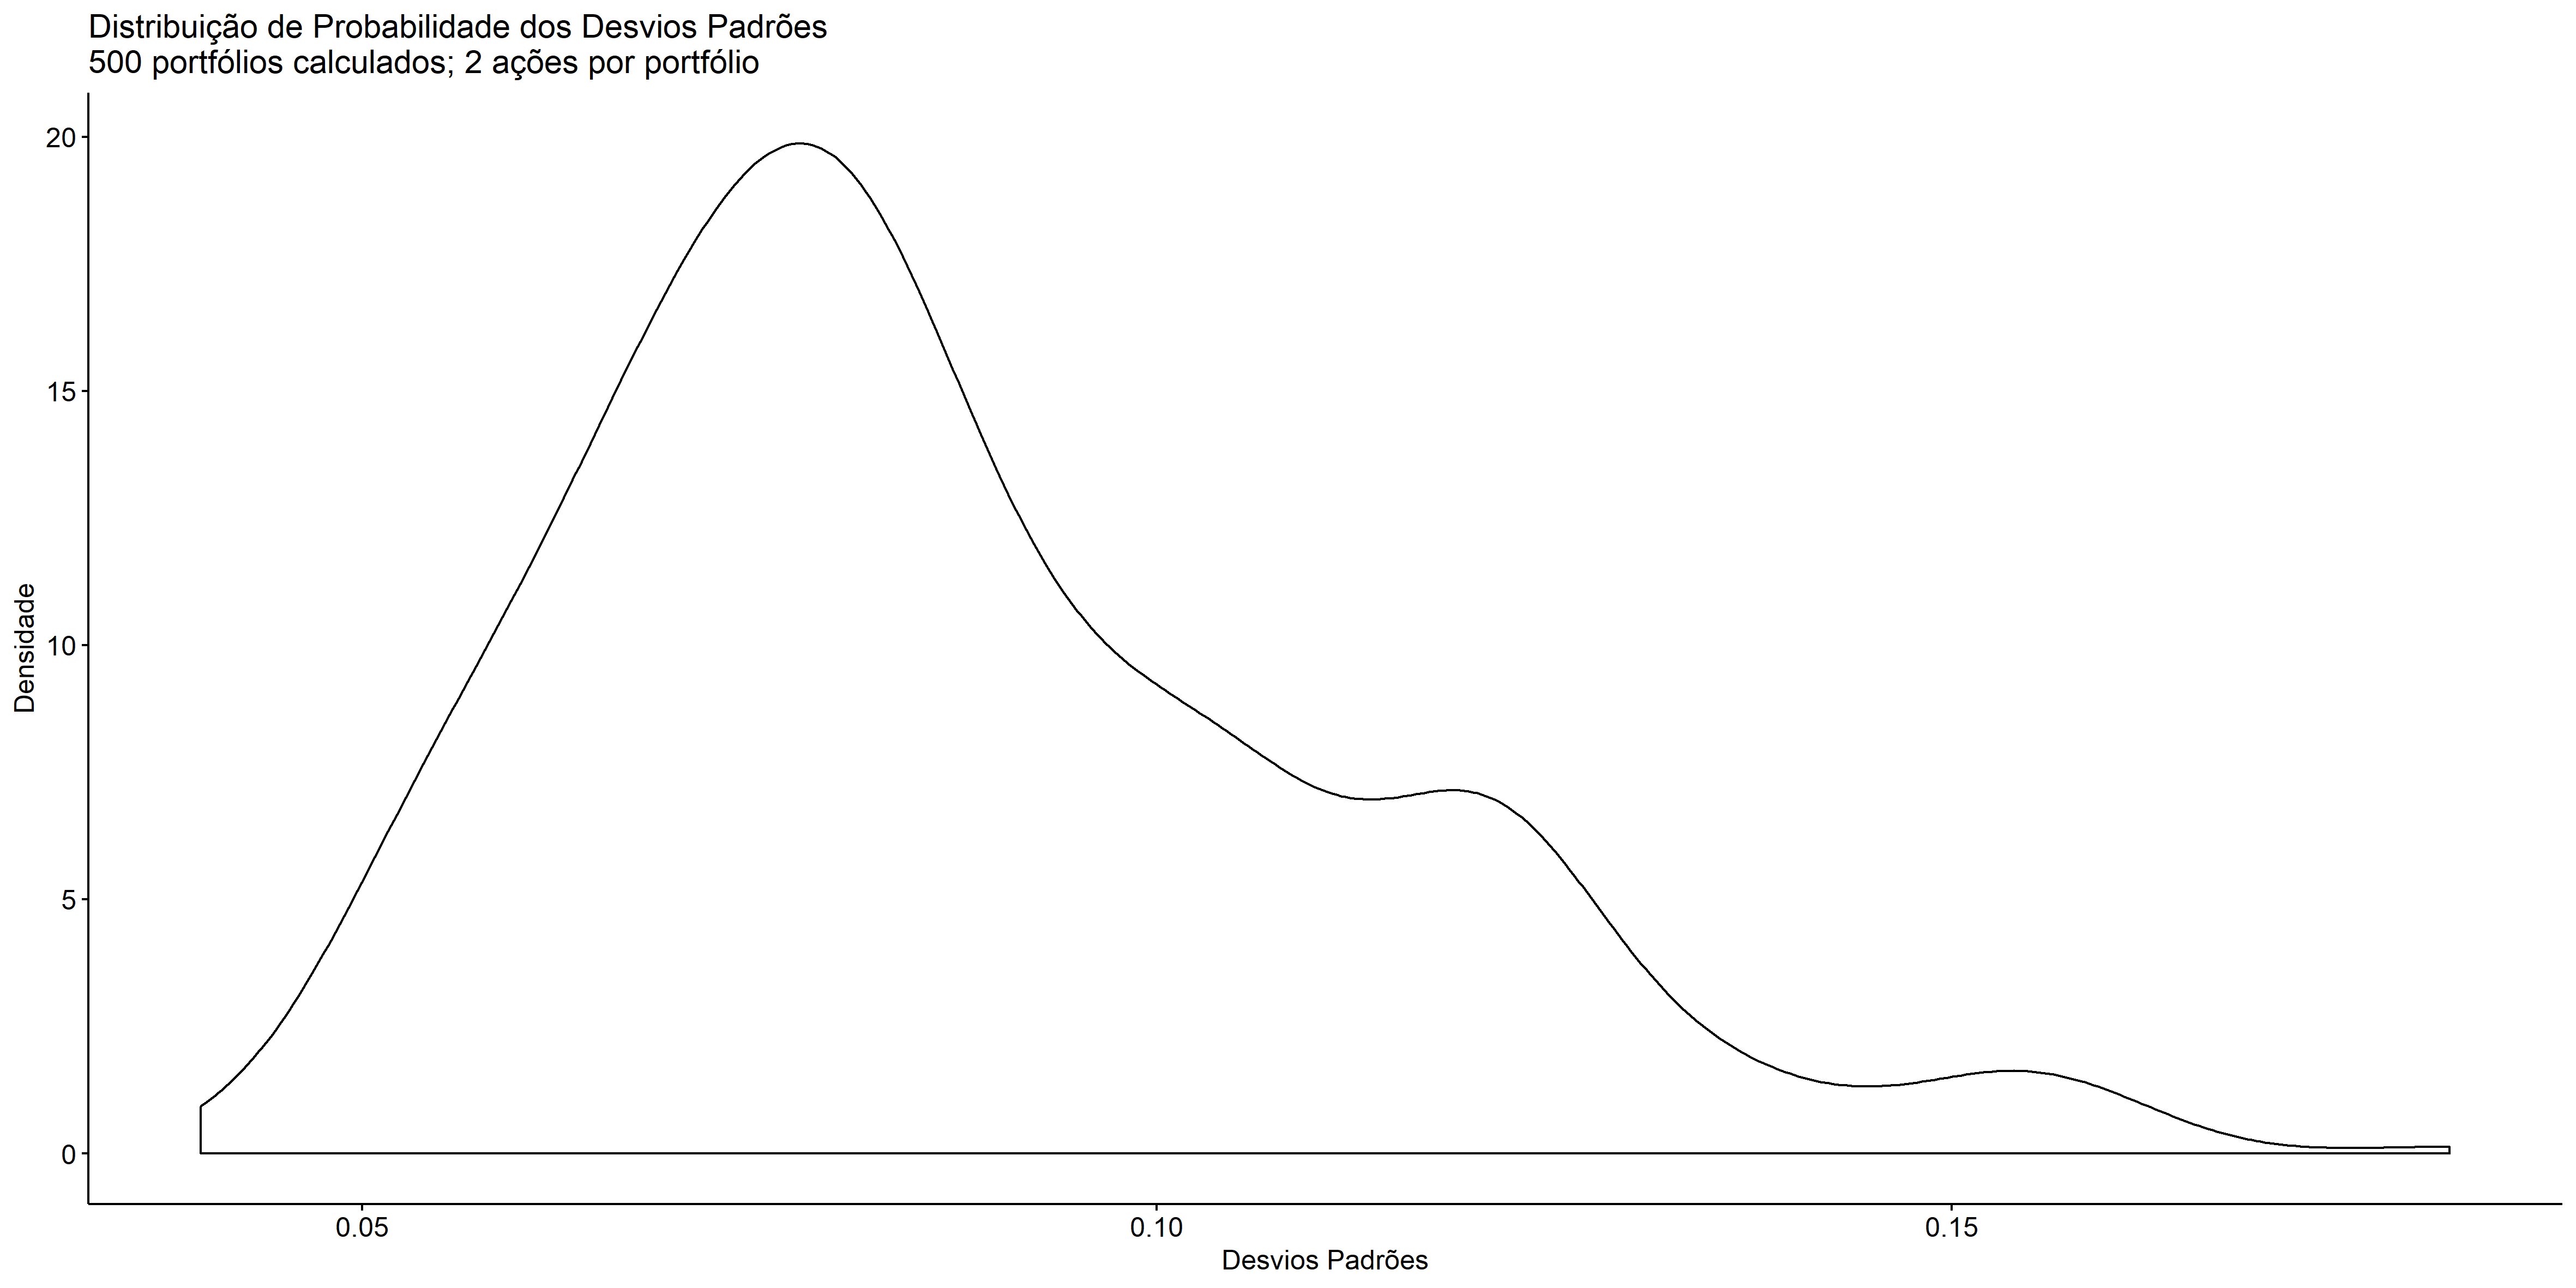 Distribuição de Probabilidade dos Desvios Padrões
500 portfólios calculados; 2 ações por portfólio
20
15
10
5
0
Densidade
0.05
0.10
0.15
Desvios Padrões